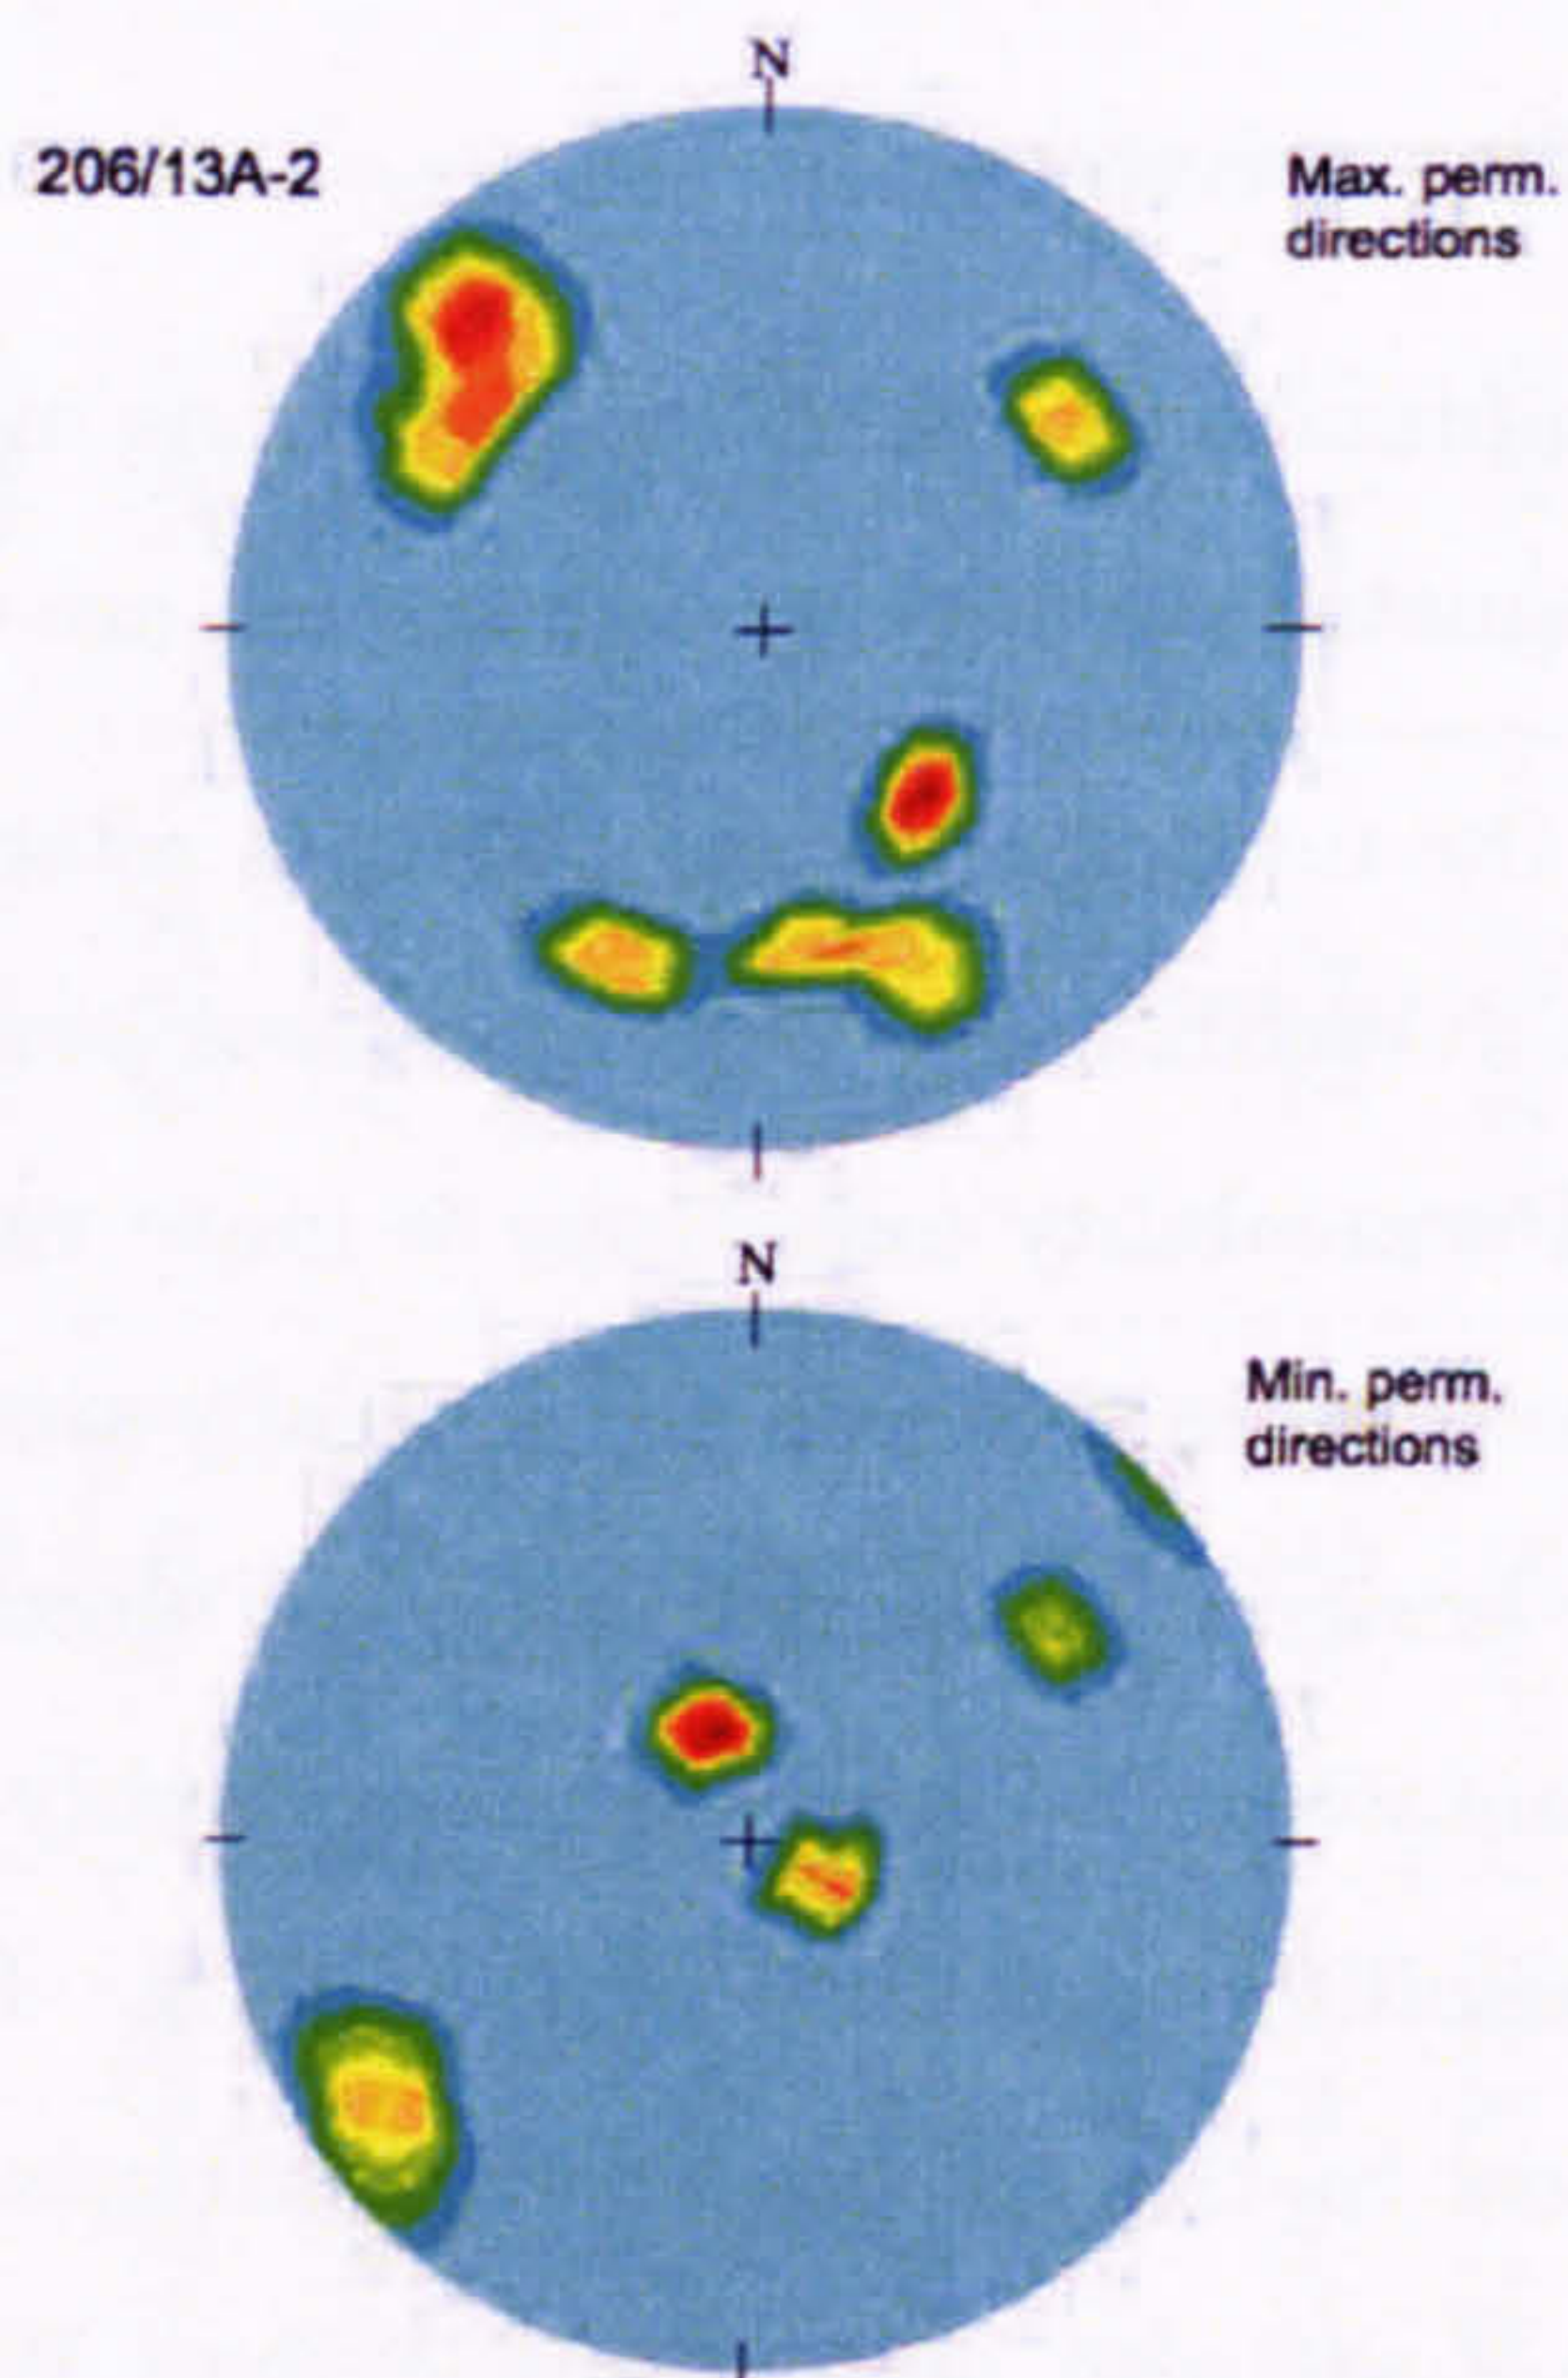 N
206/13A-2
Max. perm.
directions
N
Min. perm.
directions